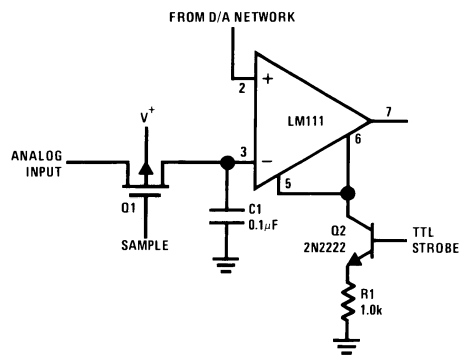 FROM D/A NETWORK
2
+
LM111
7
V+
6
ANALOG
INPUT
3
−
5
Q1
C1
0.1μF
SAMPLE
Q2
2N2222
TTL
STROBE
R1
1.0k